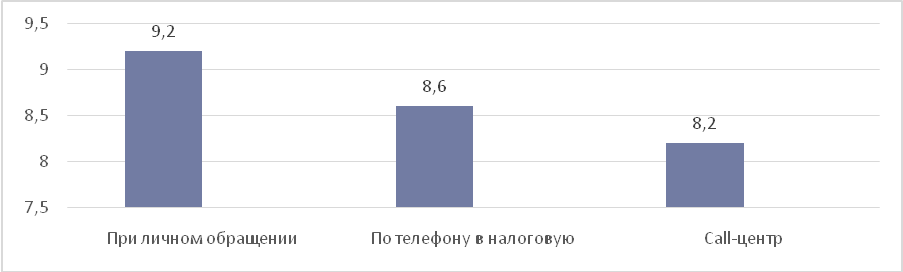 9,5
9,2
9
8,6
8,5
8,2
8
7,5
При личном обращении
По телефону в налоговую
Call-центр